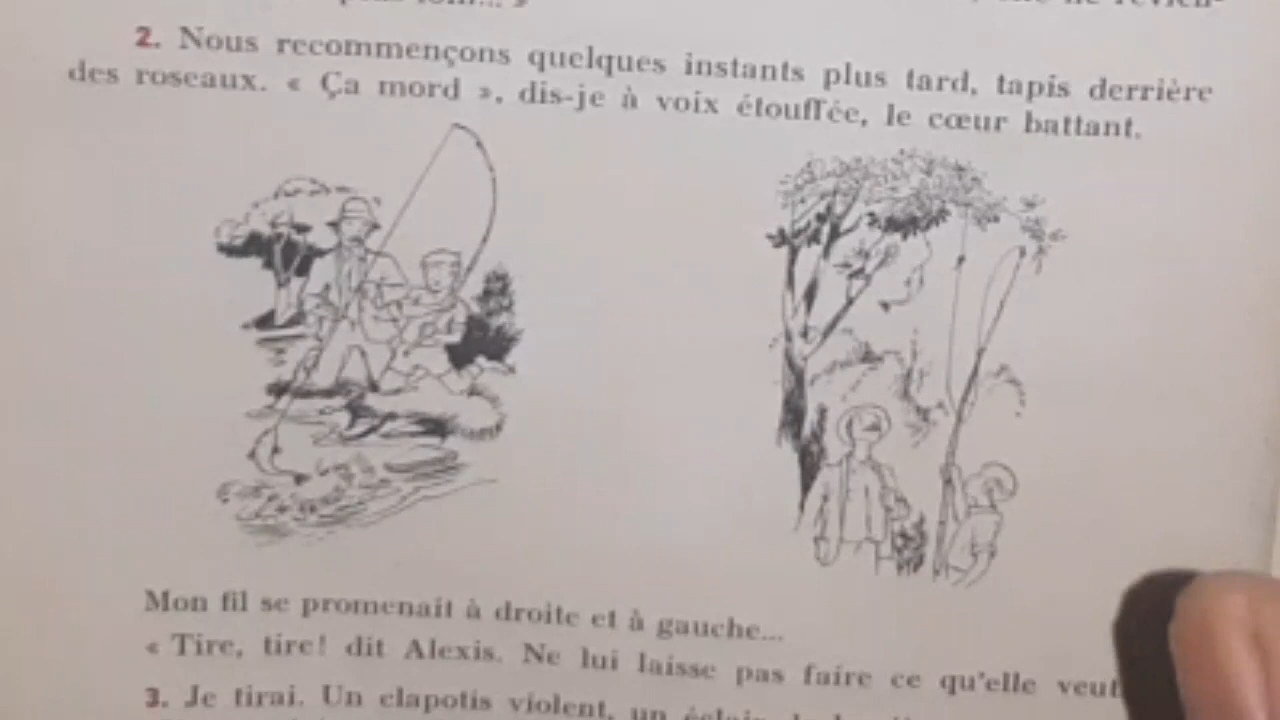 2. Nous recommençons quelques instants plus tard, tapis derrière
des roseaux. « Ça mord », dis-je à voix étouffée, le cœur battant.
Mon fil se promenait à droite et à gauche...
« Tire, tire! dit Alexis. Ne lui laisse pas faire ce qu'elle veut
3. Je tirai. Un clapotis violent, un éclair